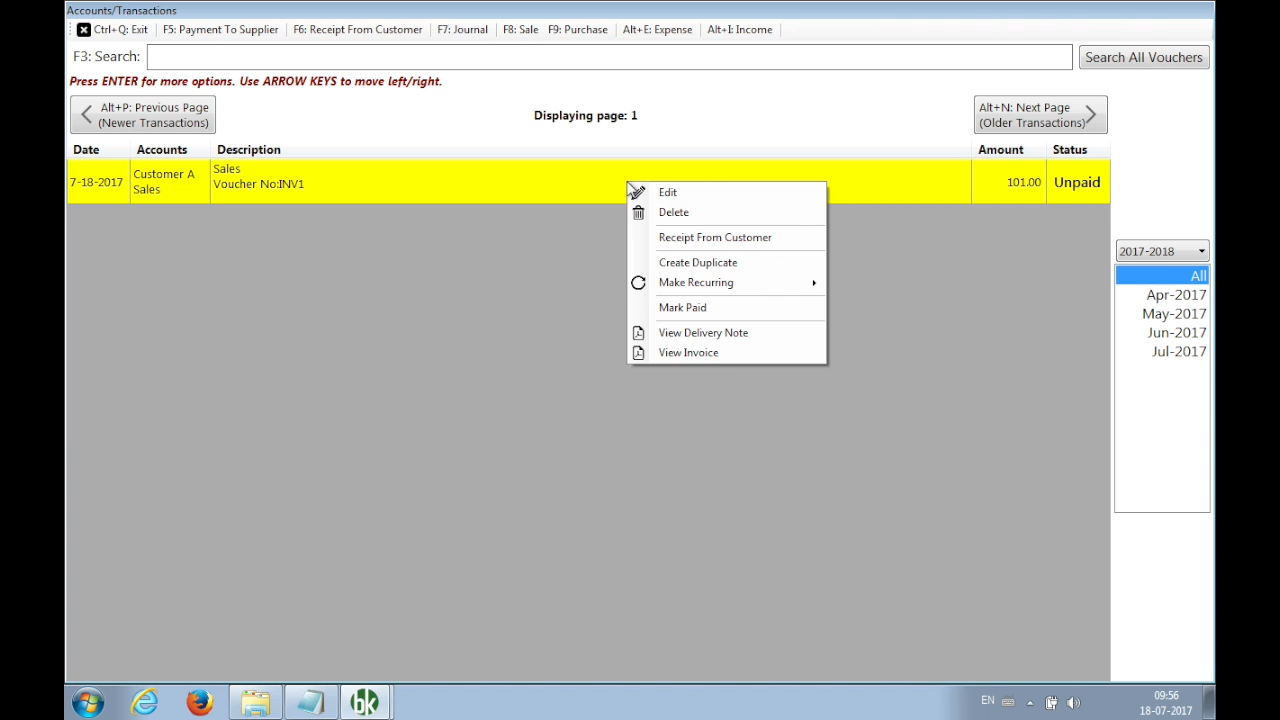 Accounts/Transactions
Ctrl+Q: Exit F5: Payment To Supplier F6: Receipt From Customer F7: Journal F8: Sale F9: Purchase Alt+E: Expense Alt+I: Income
F3: Search: Search All Vouchers
Press ENTER for more options. Use ARROW KEYS to move left/right.
Alt+P: Previous Page
(Newer Transactions)
Displaying page: 1
Alt+N: Next Page
(Older Transactions)
Date Accounts Description Amount Status
7-18-2017
Customer A
Sales
Sales
Voucher No:INV1
101.00
Unpaid
Edit
Delete
Receipt From Customer
Create Duplicate
Make Recurring
Mark Paid
View Delivery Note
View Invoice
2017-2018
All
Apr-2017
May-2017
Jun-2017
Jul-2017
bk
EN
09:56
18-07-2017